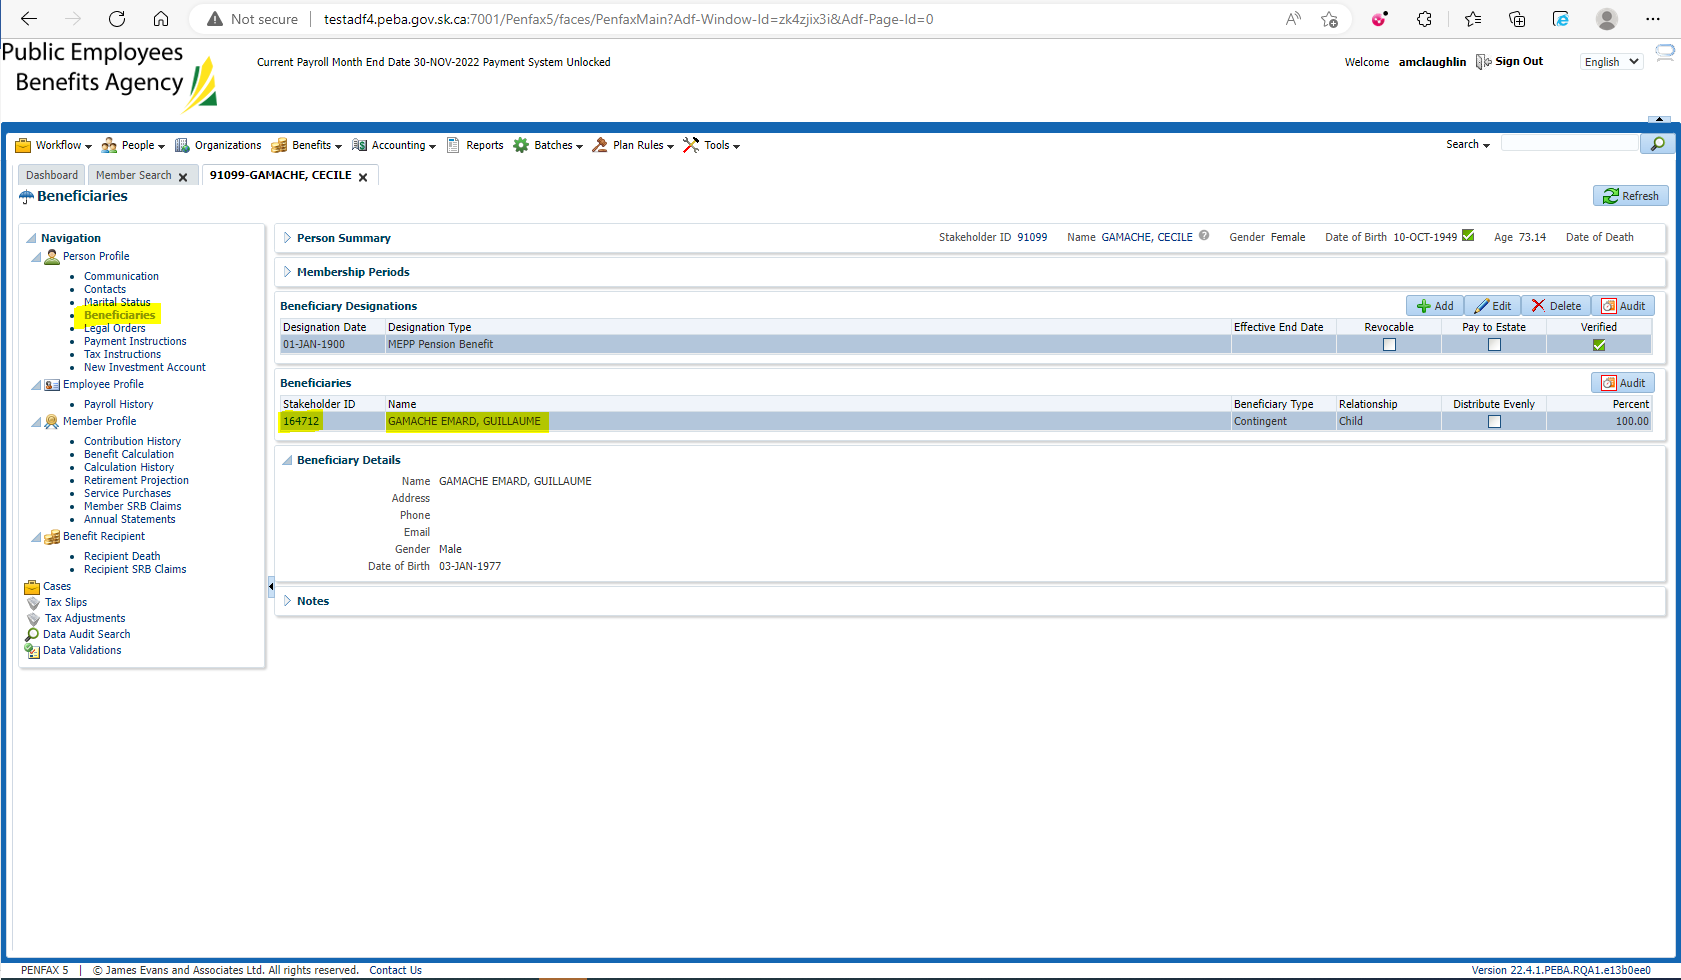 Not secure | testadf4.peba.gov.sk.ca:7001/Penfax5/faces/PenfaxMain?Adf-Window-Id=zk4zjix3i&Adf-Page-Id=0
Public Employees
Benefits Agency
Current Payroll Month End Date 30-NOV-2022 Payment System Unlocked
Welcome amclaughlin Sign Out English
Workflow People Organizations Benefits Accounting Reports Batches Plan Rules Tools Search
Dashboard Member Search 91099-GAMACHE, CECILE
Beneficiaries Refresh
Navigation
Person Profile
Communication
Contacts
Marital Status
Beneficiaries
Legal Orders
Payment Instructions
Tax Instructions
New Investment Account
Employee Profile
Payroll History
Member Profile
Contribution History
Benefit Calculation
Calculation History
Retirement Projection
Service Purchases
Member SRB Claims
Annual Statements
Benefit Recipient
Recipient Death
Recipient SRB Claims
Cases
Tax Slips
Tax Adjustments
Data Audit Search
Data Validations
Person Summary Stakeholder ID 91099 Name GAMACHE, CECILE Gender Female Date of Birth 10-OCT-1949 Age 73.14 Date of Death
Membership Periods
Beneficiary Designations Add Edit Delete Audit
Designation Date Designation Type Effective End Date Revocable Pay to Estate Verified
01-JAN-1900 MEPP Pension Benefit
Beneficiaries Audit
Stakeholder ID Name Beneficiary Type Relationship Distribute Evenly Percent
164712 GAMACHE EMARD, GUILLAUME Contingent Child 100.00
Beneficiary Details
Name GAMACHE EMARD, GUILLAUME
Address
Phone
Email
Gender Male
Date of Birth 03-JAN-1977
Notes
PENFAX 5 | © James Evans and Associates Ltd. All rights reserved. Contact Us Version 22.4.1.PEBA.RQA1.e13b0ee0